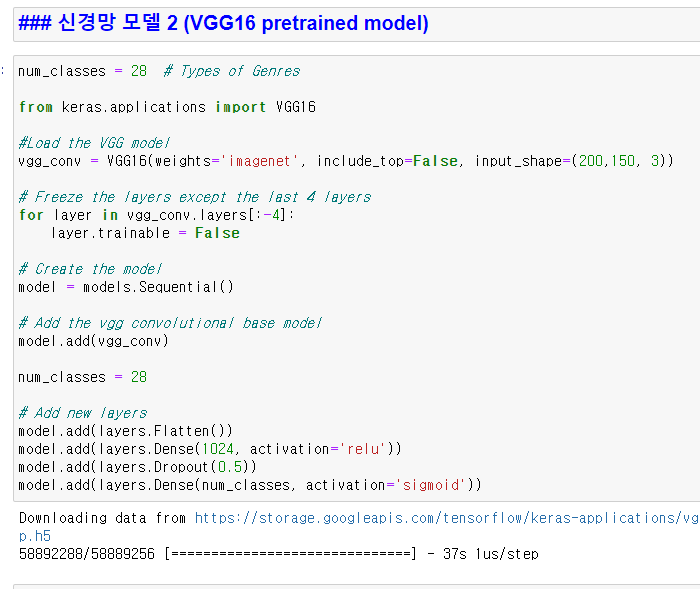 ### 신경망 모델 2 (VGG16 pretrained model)
num_classes = 28  # Types of Genres
from keras.applications import VGG16
#Load the VGG model
vgg_conv = VGG16(weights='imagenet', include_top=False, input_shape=(200,150, 3))
# Freeze the layers except the last 4 layers
for layer in vgg_conv.layers[:-4]:
    layer.trainable = False
# Create the model
model = models.Sequential()
# Add the vgg convolutional base model
model.add(vgg_conv)
num_classes = 28
# Add new layers
model.add(layers.Flatten())
model.add(layers.Dense(1024, activation='relu'))
model.add(layers.Dropout(0.5))
model.add(layers.Dense(num_classes, activation='sigmoid'))
Downloading data from https://storage.googleapis.com/tensorflow/keras-applications/vg
p.h5
58892288/58889256 [==============================] - 37s 1us/step